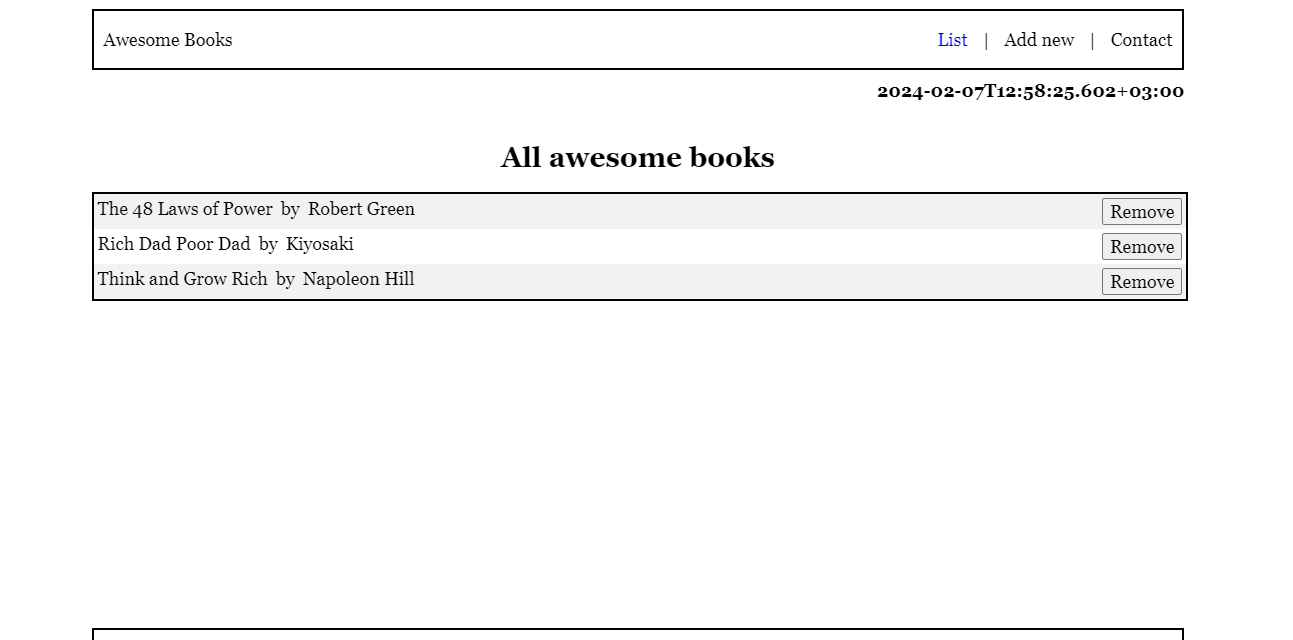 Awesome Books List | Add new | Contact
2024-02-07T12:58:25.602+03:00
All awesome books
The 48 Laws of Power by Robert Green Remove
Rich Dad Poor Dad by Kiyosaki Remove
Think and Grow Rich by Napoleon Hill Remove